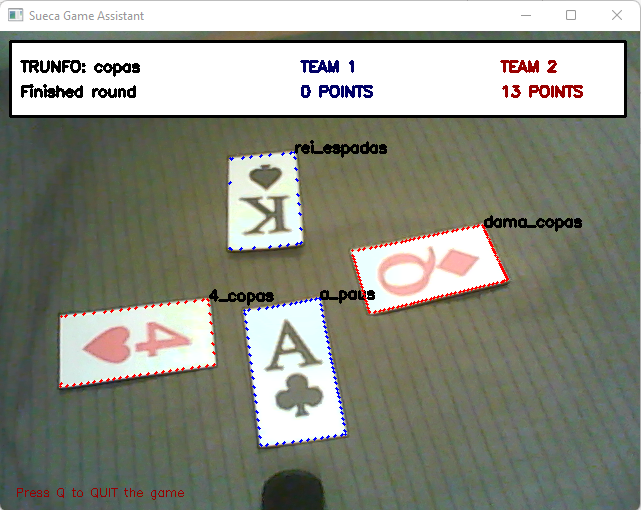 Sueca Game Assistant
TRUNFO: copas
TEAM 1
TEAM 2
Finished round
0 POINTS
13 POINTS
rei_espadas
K
dama_copas
Q
4_copas
a_paus
4
A
Press Q to QUIT the game